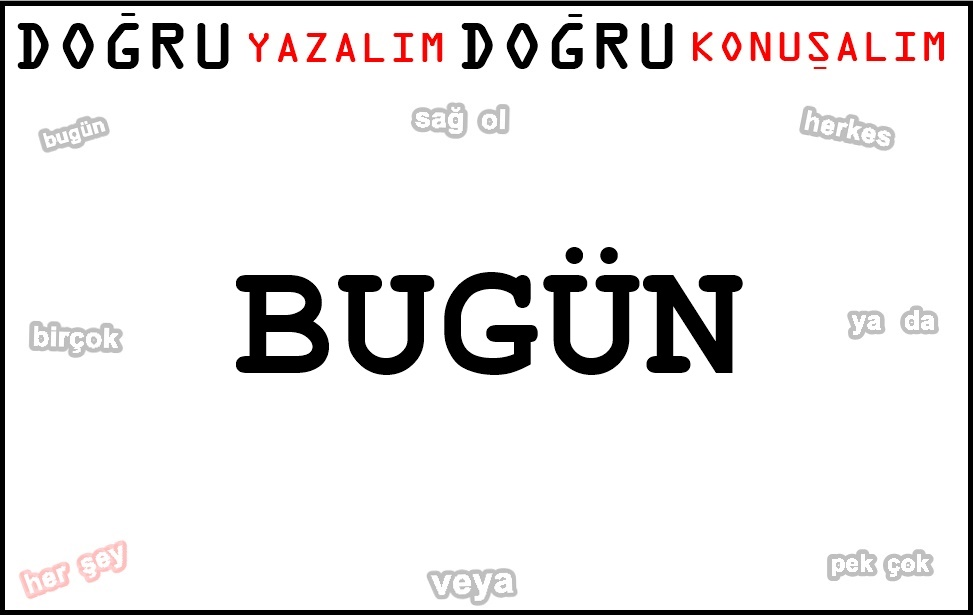 DOĞRU YAZALIM DOĞRU KONUŞALIM
bugün
sağ ol
herkes
BUGÜN
birçok
ya da
her şey
veya
pek çok